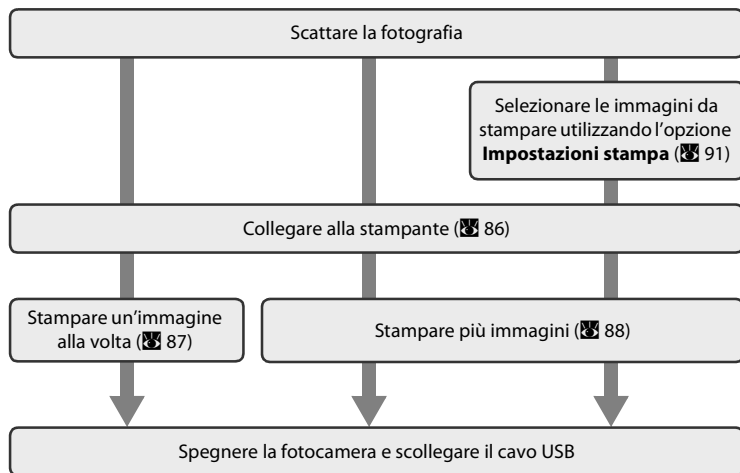 Scattare la fotografia
Selezionare le immagini da
stampare utilizzando l'opzione
Impostazioni stampa ( 91)
Collegare alla stampante ( 86)
Stampare un'immagine
alla volta ( 87)
Stampare più immagini ( 88)
Spegnere la fotocamera e scollegare il cavo USB